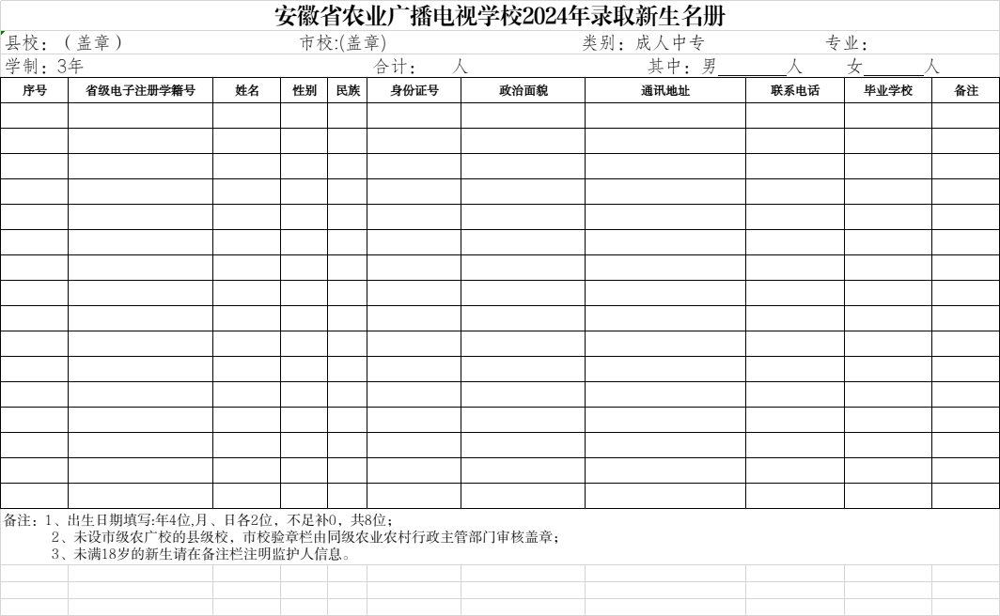 安徽省农业广播电视学校2024年录取新生名册
县校：（ 盖章 ） 市校:(盖章) 类别：成人中专 专业：
学制：3年 合计： 人 其中：男________人 女_______人
序号 省级电子注册学籍号 姓名 性别 民族 身份证号 政治面貌 通讯地址 联系电话 毕业学校 备注
备注：1、出生日期填写:年4位,月、日各2位，不足补0，共8位；
2、未设市级农广校的县级校，市校验章栏由同级农业农村行政主管部门审核盖章；
3、未满18岁的新生请在备注栏注明监护人信息。